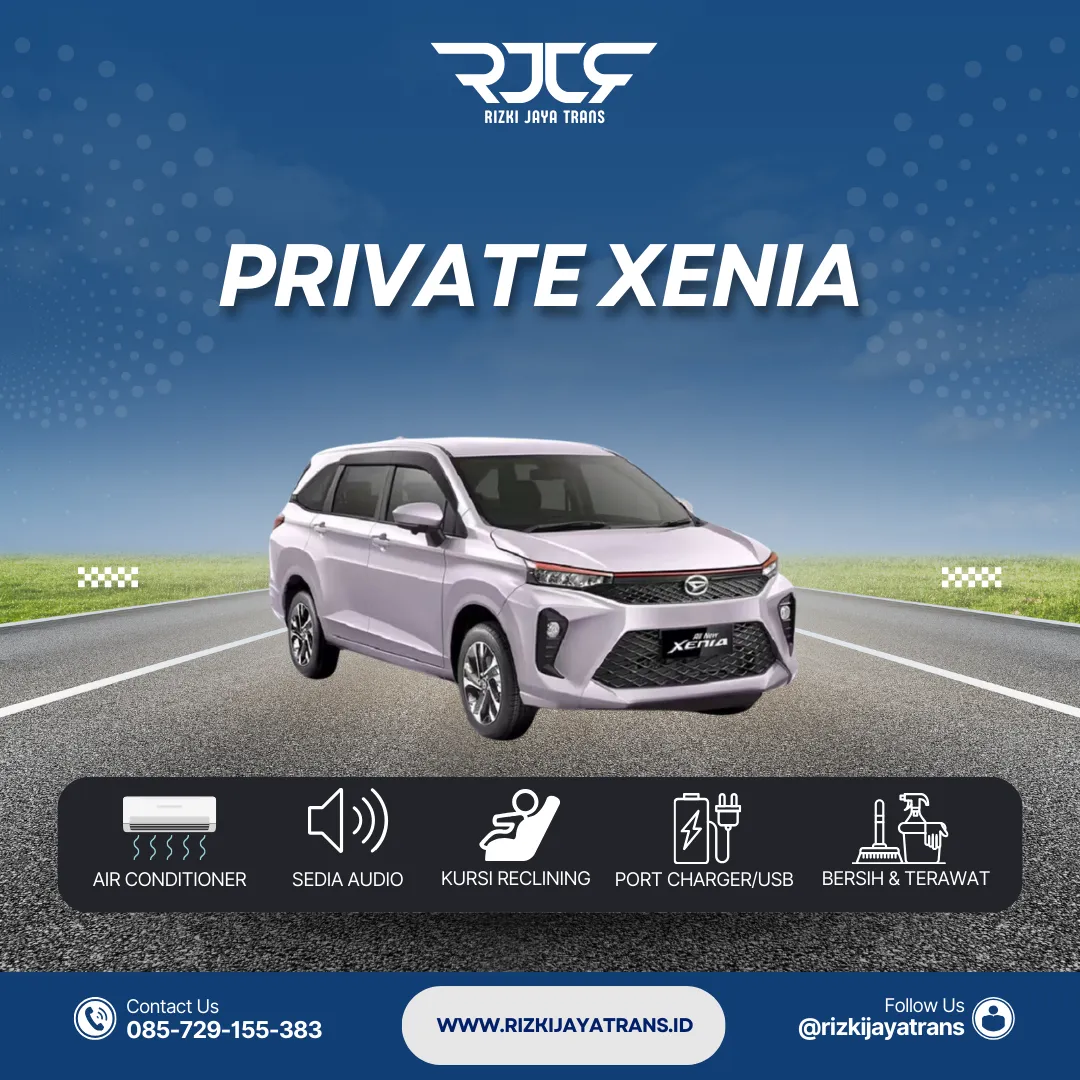 RJTR
RIZKI JAYA TRANS
PRIVATE XENIA
All New
XENIA
AIR CONDITIONER
SEDIA AUDIO
KURSI RECLINING
PORT CHARGER/USB
BERSIH & TERAWAT
Contact Us
085-729-155-383
WWW.RIZKIJAYATRANS.ID
Follow Us
@rizkijayatrans